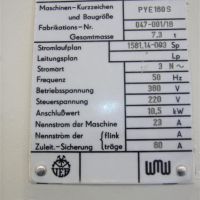 Maschinen-Kurzzeichen und Baugröße PYE 160 S
Fabrikations-Nr. 047-001/18
Gesamtmasse 7,3 t
Stromlaufplan 1581.14-003 Sp
Leitungsplan Lp
Stromart 3 N~
Frequenz 50 Hz
Betriebsspannung 380 V
Steuerspannung 220 V
Anschlußwert 10,5 kW
Nennstrom der Maschine 23 A
Nennstrom der flink A
Zuleit.-Sicherung träge 80 A
WMW